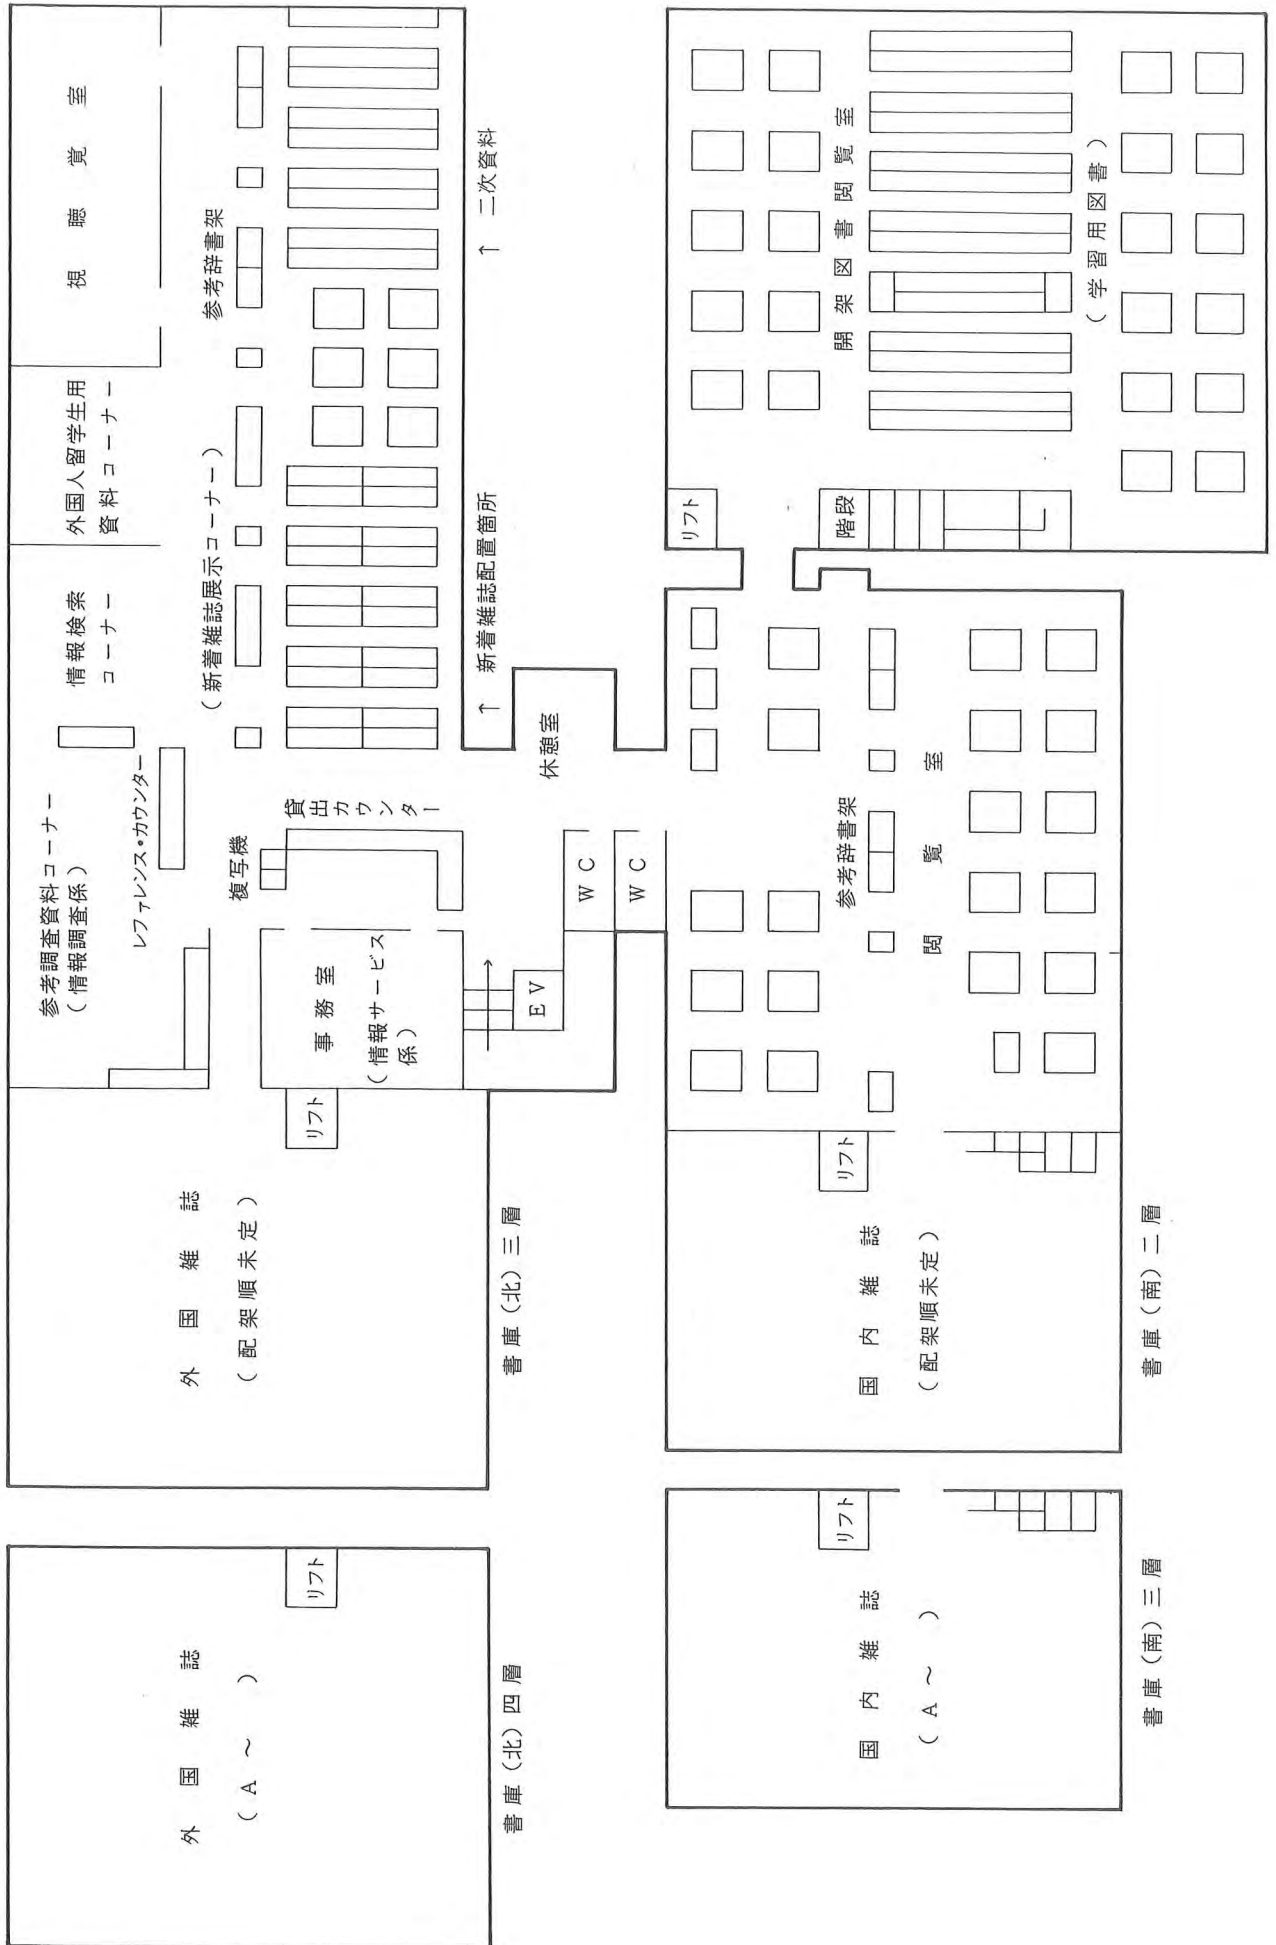 外国雑誌
（A～　）
リフト
書庫（北）四層
外国雑誌
（配架順未定）
リフト
書庫（北）三層
参考調査資料コーナー
（情報調査係）
レファレンス・カウンター
複写機
事務室
（情報サービス
係）
貸出カウンター
EV
WC
WC
休憩室
情報検索
コーナー
外国人留学生用
資料コーナー
視聴覚室
（新着雑誌展示コーナー）
参考辞書架
↑ 新着雑誌配置箇所
↑ 二次資料
国内雑誌
（A～　）
リフト
書庫（南）三層
国内雑誌
（配架順未定）
リフト
書庫（南）二層
参考辞書架
閲覧室
リフト
階段
開架図書閲覧室
（学習用図書）